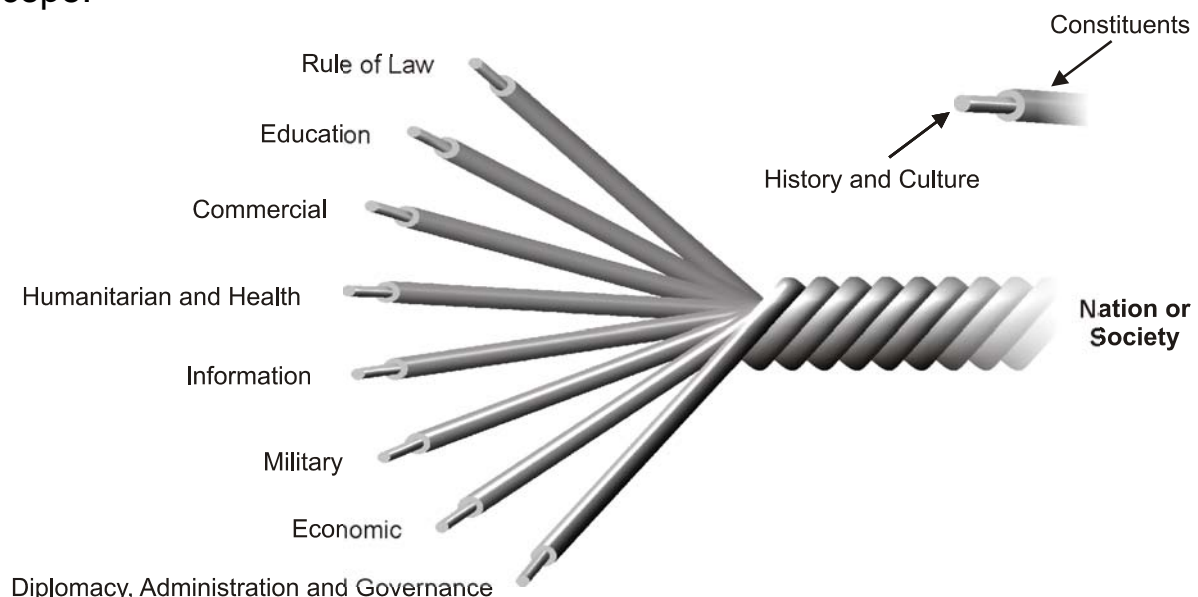 Constituents
Rule of Law
Education
History and Culture
Commercial
Humanitarian and Health
Nation or
Society
Information
Military
Economic
Diplomacy, Administration and Governance